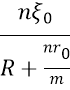 nξ₀
R + nr₀
m